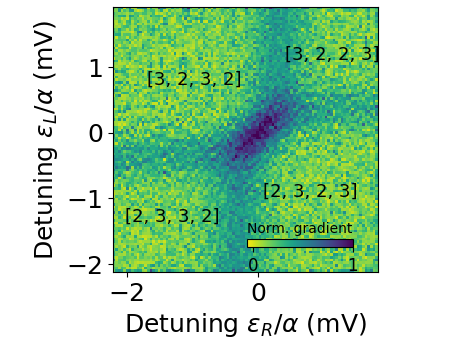 [3, 2, 2, 3]
[3, 2, 3, 2]
[2, 3, 2, 3]
[2, 3, 3, 2]
Norm. gradient
0 1
1
0
−1
−2
−2 0
Detuning ε_L/α (mV)
Detuning ε_R/α (mV)